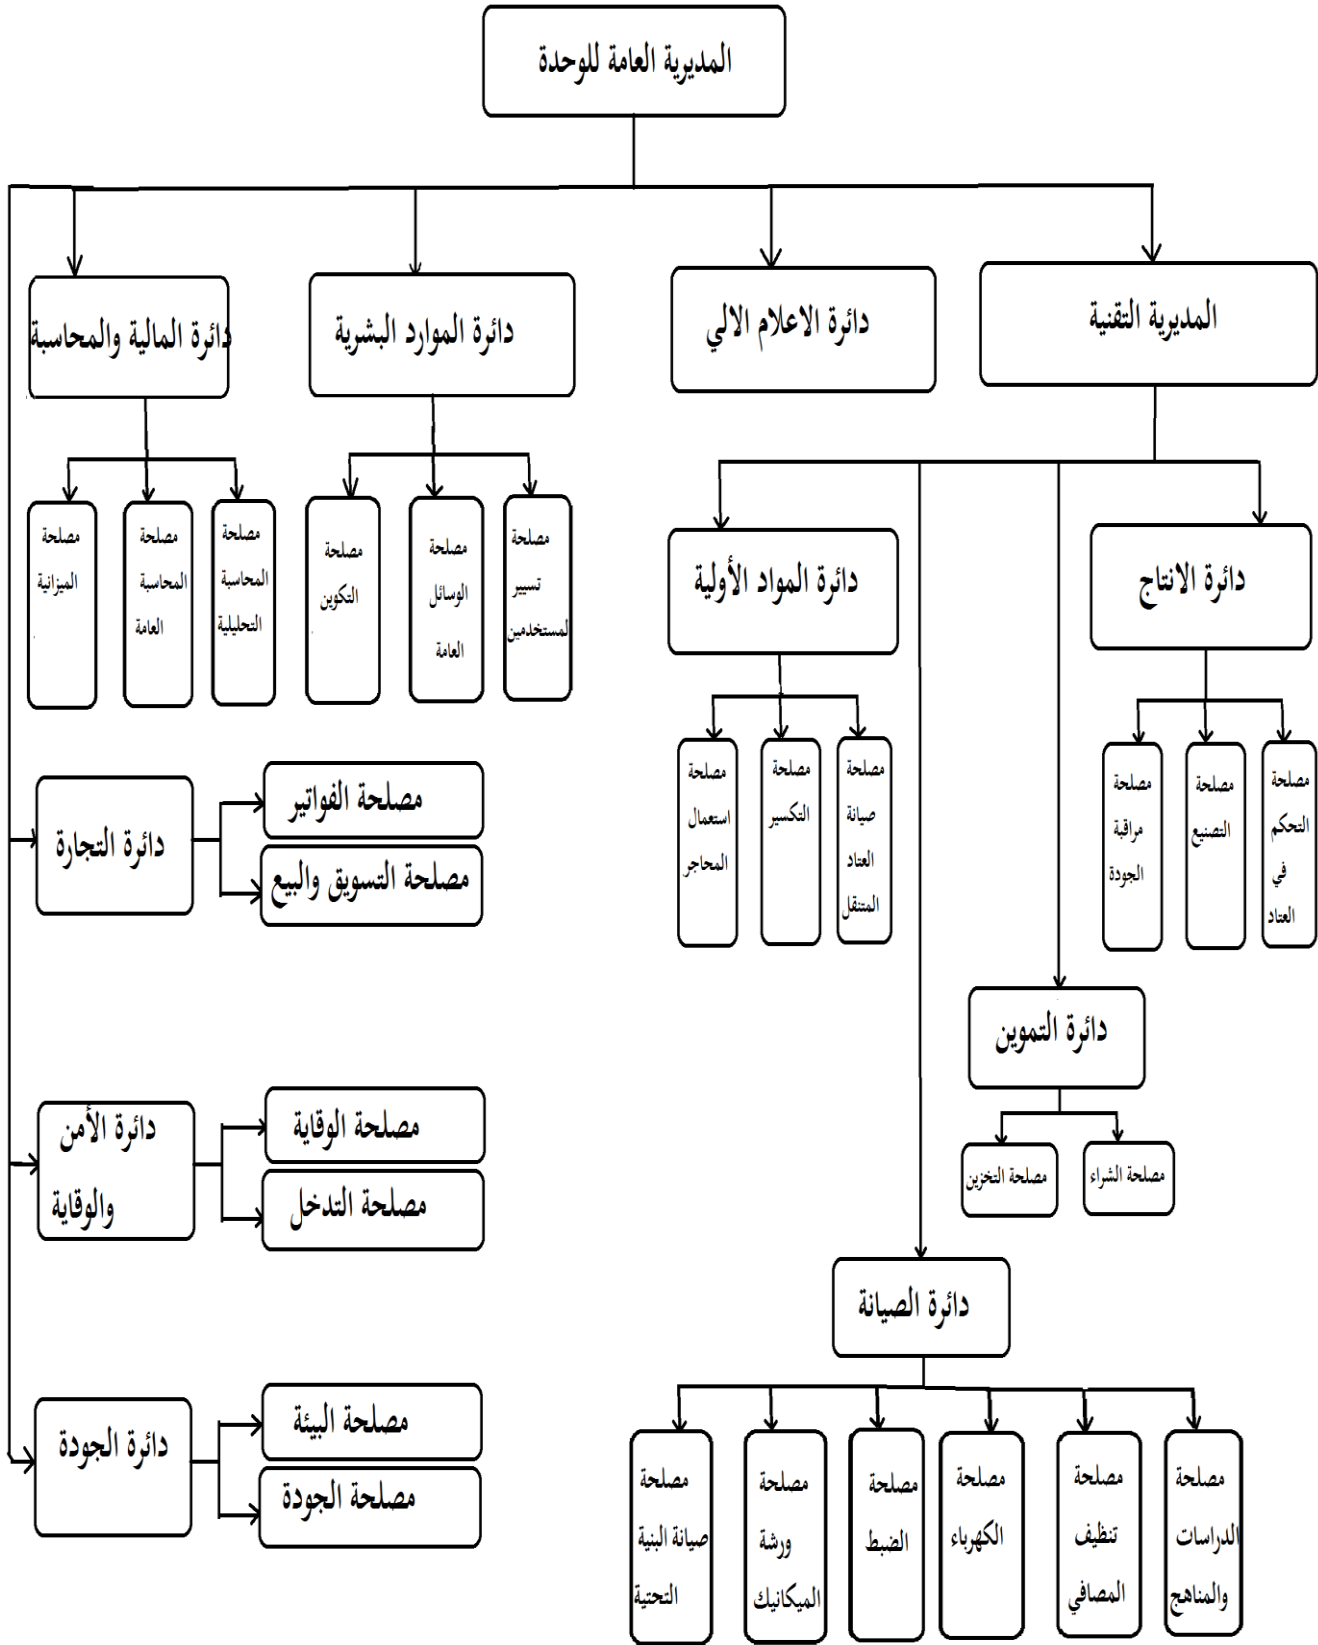 المديرية العامة للوحدة
المديرية التقنية
دائرة الاعلام الالي
دائرة الموارد البشرية
دائرة المالية والمحاسبة
مصلحة
تسيير
لمستخدمين
مصلحة
الوسائل
العامة
مصلحة
التكوين
مصلحة
المحاسبة
التحليلية
مصلحة
المحاسبة
العامة
مصلحة
الميزانية
دائرة الانتاج
دائرة المواد الأولية
مصلحة
التحكم
في
العتاد
مصلحة
التصنيع
مصلحة
مراقبة
الجودة
مصلحة
صيانة
العتاد
المتنقل
مصلحة
التكسير
مصلحة
استعمال
المحاجر
دائرة التجارة
مصلحة الفواتير
مصلحة التسويق والبيع
دائرة التموين
مصلحة الشراء
مصلحة التخزين
دائرة الأمن
والوقاية
مصلحة الوقاية
مصلحة التدخل
دائرة الصيانة
مصلحة
الدراسات
والمناهج
مصلحة
تنظيف
المصافي
مصلحة
الكهرباء
مصلحة
الضبط
مصلحة
ورشة
الميكانيك
مصلحة
صيانة البنية
التحتية
دائرة الجودة
مصلحة البيئة
مصلحة الجودة